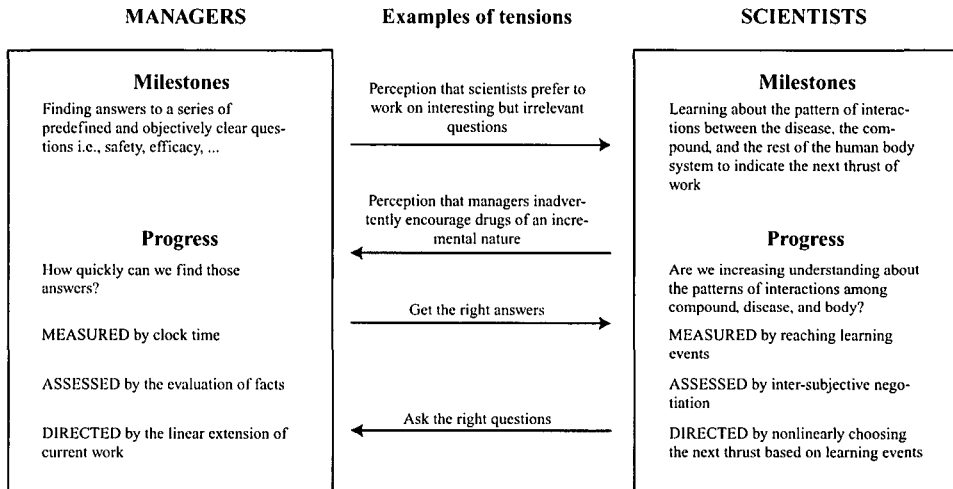 MANAGERS
Milestones
Finding answers to a series of
predefined and objectively clear ques-
tions i.e., safety, efficacy, ...
Progress
How quickly can we find those
answers?
MEASURED by clock time
ASSESSED by the evaluation of facts
DIRECTED by the linear extension of
current work
Examples of tensions
Perception that scientists prefer to
work on interesting but irrelevant
questions
Perception that managers inadver-
tently encourage drugs of an incre-
mental nature
Get the right answers
Ask the right questions
SCIENTISTS
Milestones
Learning about the pattern of interac-
tions between the disease, the com-
pound, and the rest of the human body
system to indicate the next thrust of
work
Progress
Are we increasing understanding about
the patterns of interactions among
compound, disease, and body?
MEASURED by reaching learning
events
ASSESSED by inter-subjective nego-
tiation
DIRECTED by nonlinearly choosing
the next thrust based on learning events